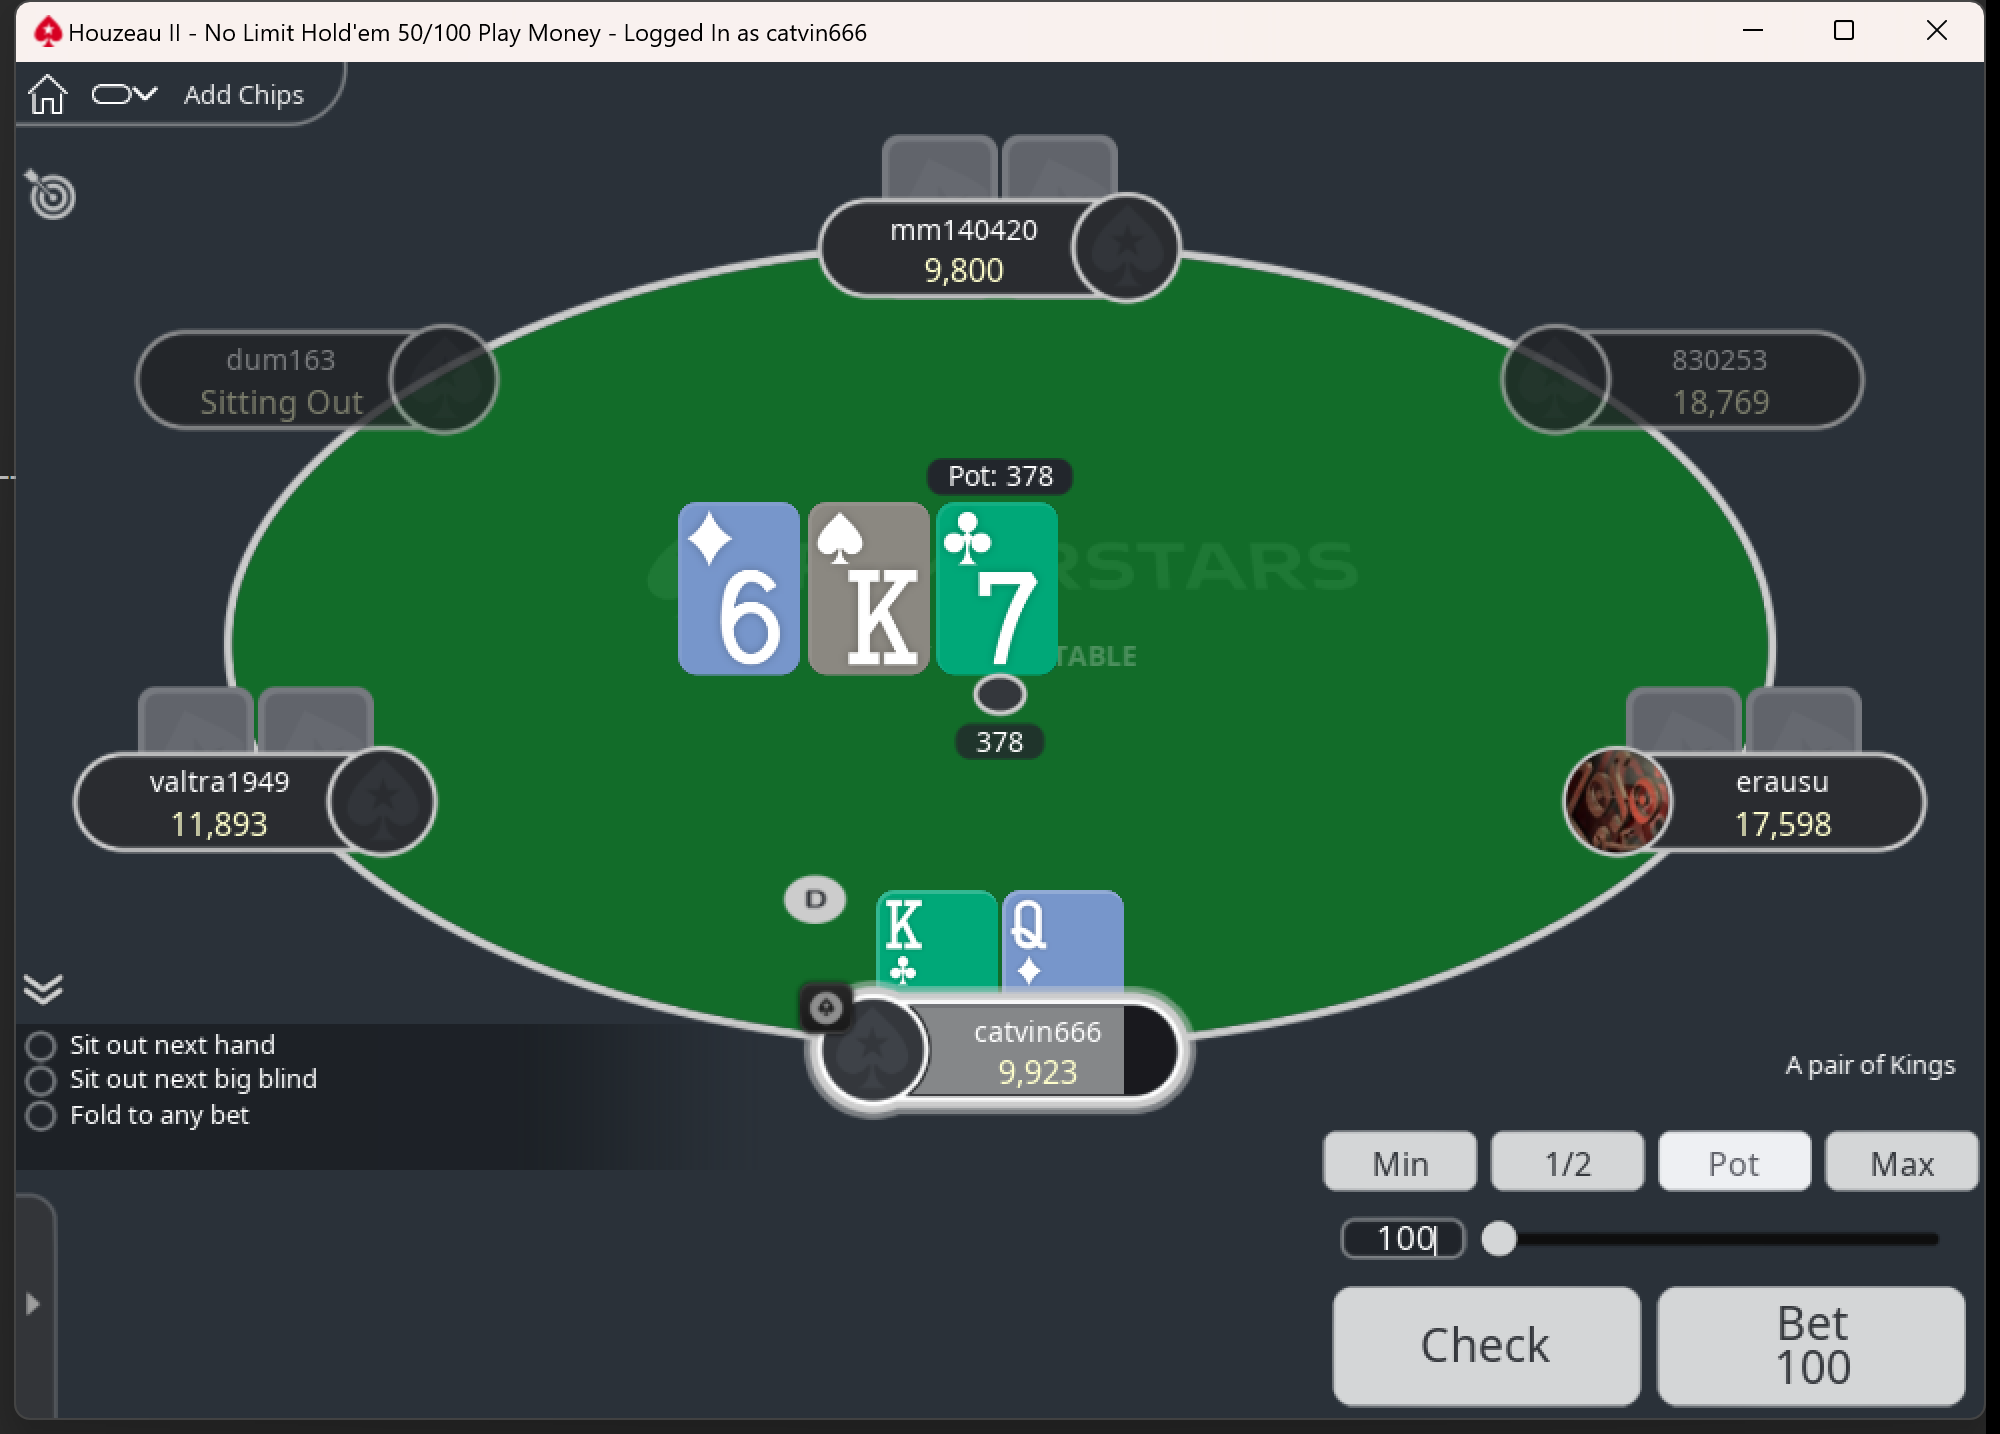 Houzeau II - No Limit Hold'em 50/100 Play Money - Logged In as catvin666
Add Chips
mm140420
9,800
dum163
Sitting Out
830253
18,769
Pot: 378
6
K
7
RSTARS
TABLE
378
valtra1949
11,893
erausu
17,598
D
K
Q
catvin666
9,923
Sit out next hand
Sit out next big blind
Fold to any bet
A pair of Kings
Min
1/2
Pot
Max
100
Check
Bet
100